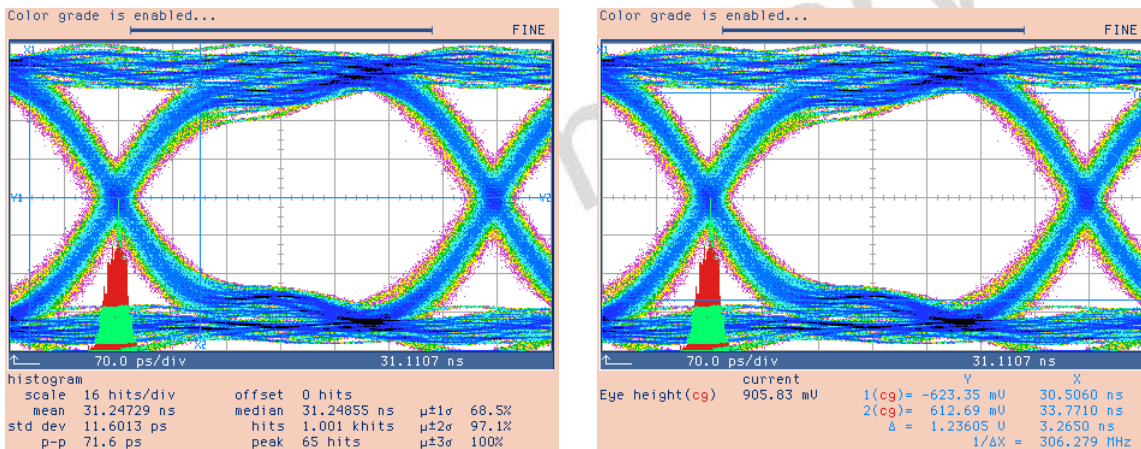 Color grade is enabled...
FINE
X1
Y1
Y2
X2
70.0 ps/div
31.1107 ns
histogram
scale 16 hits/div offset 0 hits
mean 31.24729 ns median 31.24855 ns μ±1σ 68.5%
std dev 11.6013 ps hits 1.001 khits μ±2σ 97.1%
p-p 71.6 ps peak 65 hits μ±3σ 100%
Color grade is enabled...
FINE
X1
70.0 ps/div
31.1107 ns
current Y X
Eye height(cg) 905.83 mV 1(cg)= -623.35 mV 30.5060 ns
2(cg)= 612.69 mV 33.7710 ns
Δ = 1.23605 V 3.2650 ns
1/ΔX = 306.279 MHz